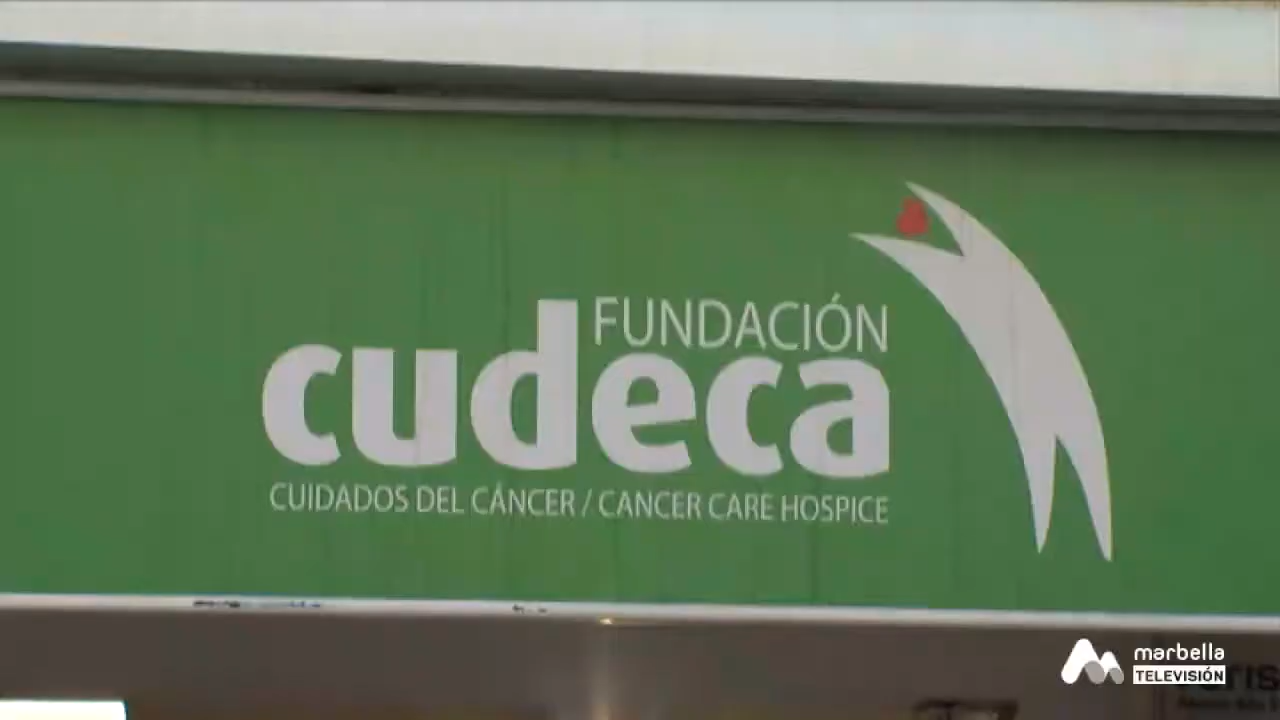 FUNDACIÓN
cudeca
CUIDADOS DEL CÁNCER / CANCER CARE HOSPICE
marbella
TELEVISIÓN